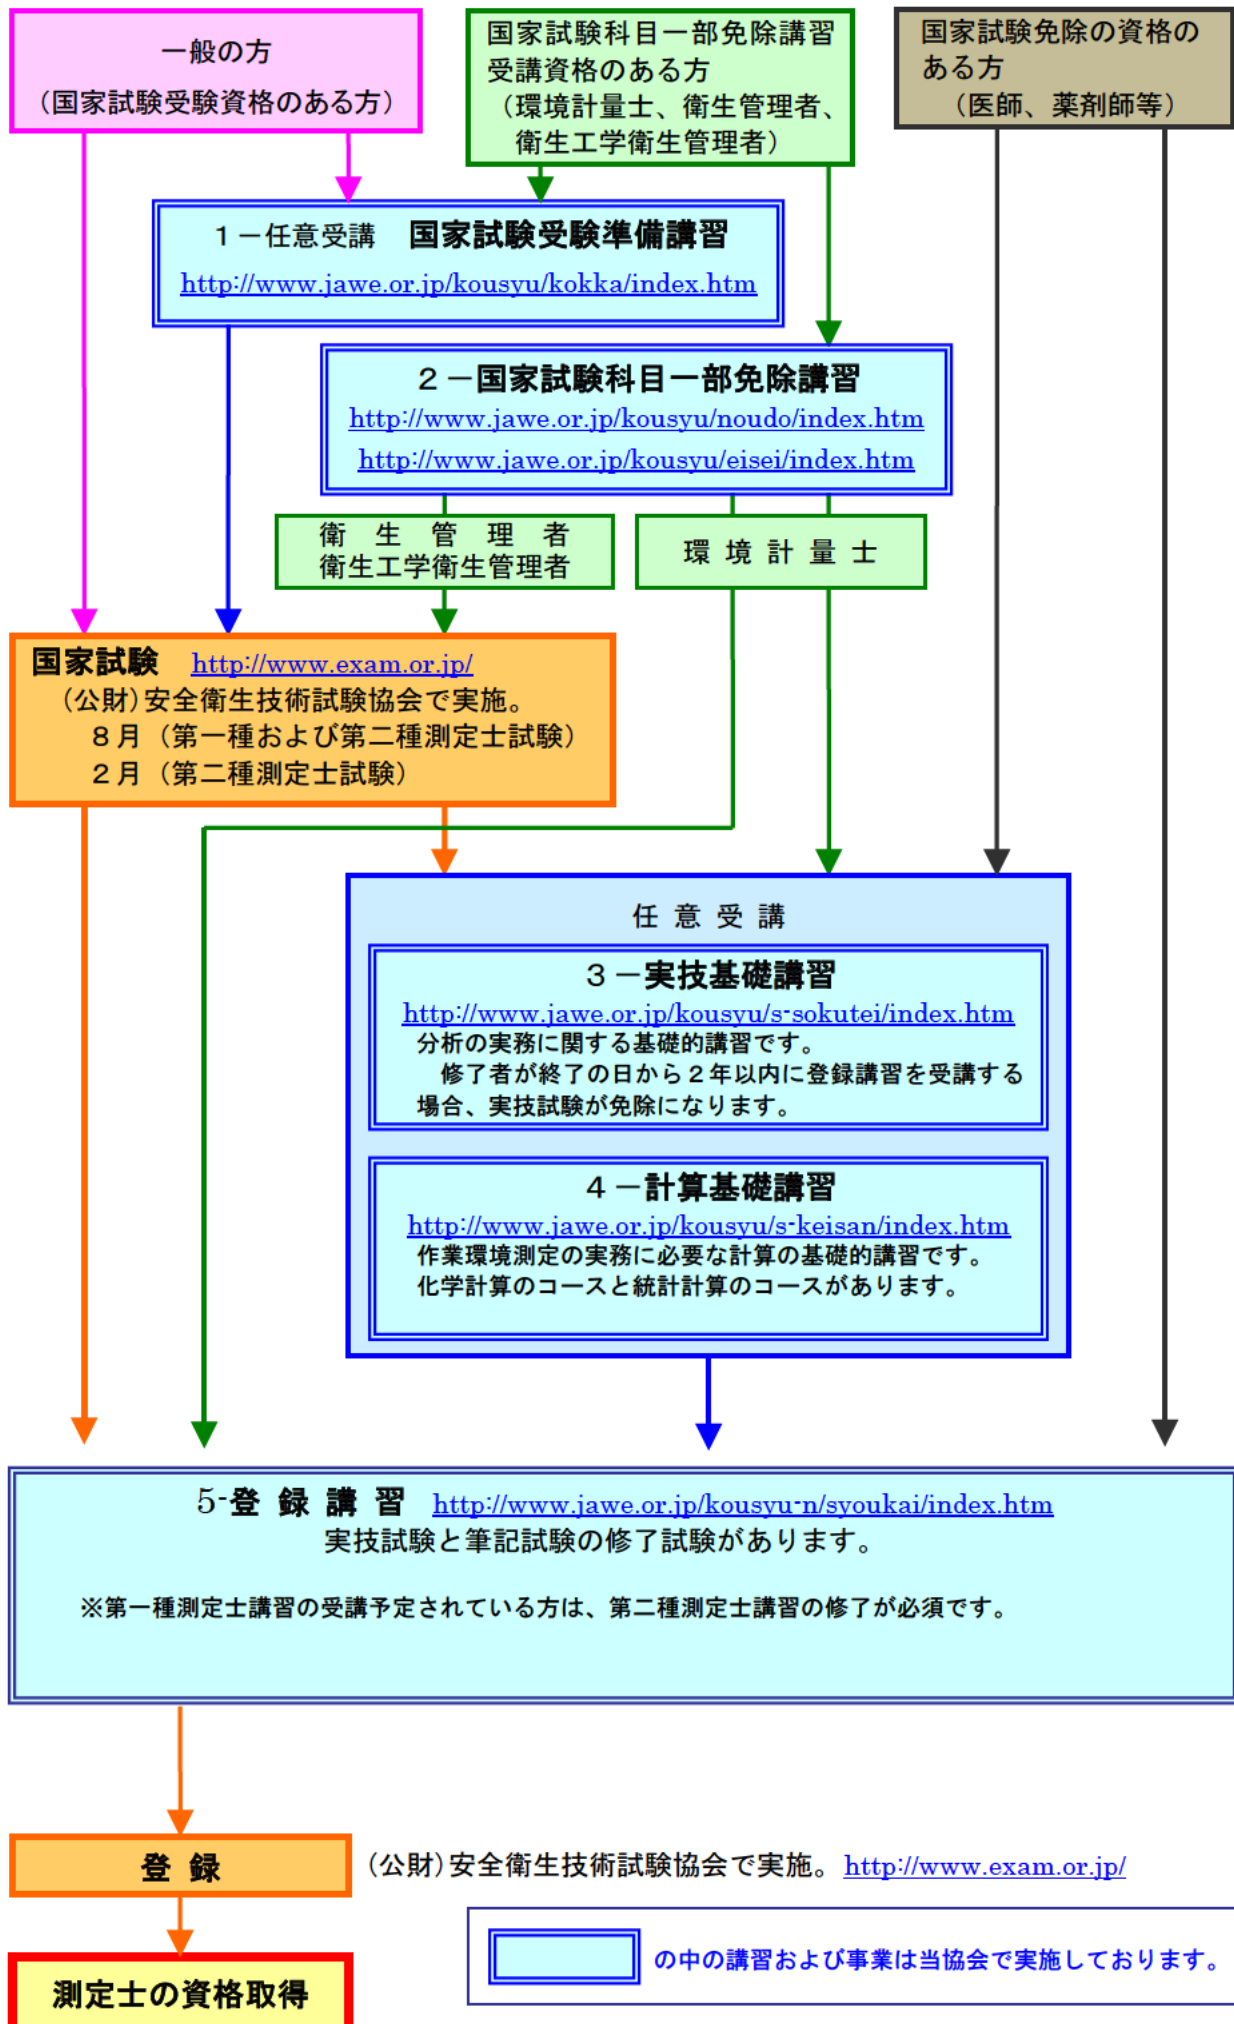 一般の方
（国家試験受験資格のある方）
国家試験科目一部免除講習
受講資格のある方
（環境計量士、衛生管理者、
衛生工学衛生管理者）
国家試験免除の資格の
ある方
（医師、薬剤師等）
１－任意受講　国家試験受験準備講習
http://www.jawe.or.jp/kousyu/kokka/index.htm
２－国家試験科目一部免除講習
http://www.jawe.or.jp/kousyu/noudo/index.htm
http://www.jawe.or.jp/kousyu/eisei/index.htm
衛　生　管　理　者
衛生工学衛生管理者
環 境 計 量 士
国家試験　http://www.exam.or.jp/
（公財）安全衛生技術試験協会で実施。
８月（第一種および第二種測定士試験）
２月（第二種測定士試験）
任 意 受 講
３－実技基礎講習
http://www.jawe.or.jp/kousyu/s-sokutei/index.htm
分析の実務に関する基礎的講習です。
修了者が終了の日から２年以内に登録講習を受講する
場合、実技試験が免除になります。
４－計算基礎講習
http://www.jawe.or.jp/kousyu/s-keisan/index.htm
作業環境測定の実務に必要な計算の基礎的講習です。
化学計算のコースと統計計算のコースがあります。
5-登 録 講 習　http://www.jawe.or.jp/kousyu-n/syoukai/index.htm
実技試験と筆記試験の修了試験があります。
※第一種測定士講習の受講予定されている方は、第二種測定士講習の修了が必須です。
登 録
（公財）安全衛生技術試験協会で実施。http://www.exam.or.jp/
の中の講習および事業は当協会で実施しております。
測定士の資格取得